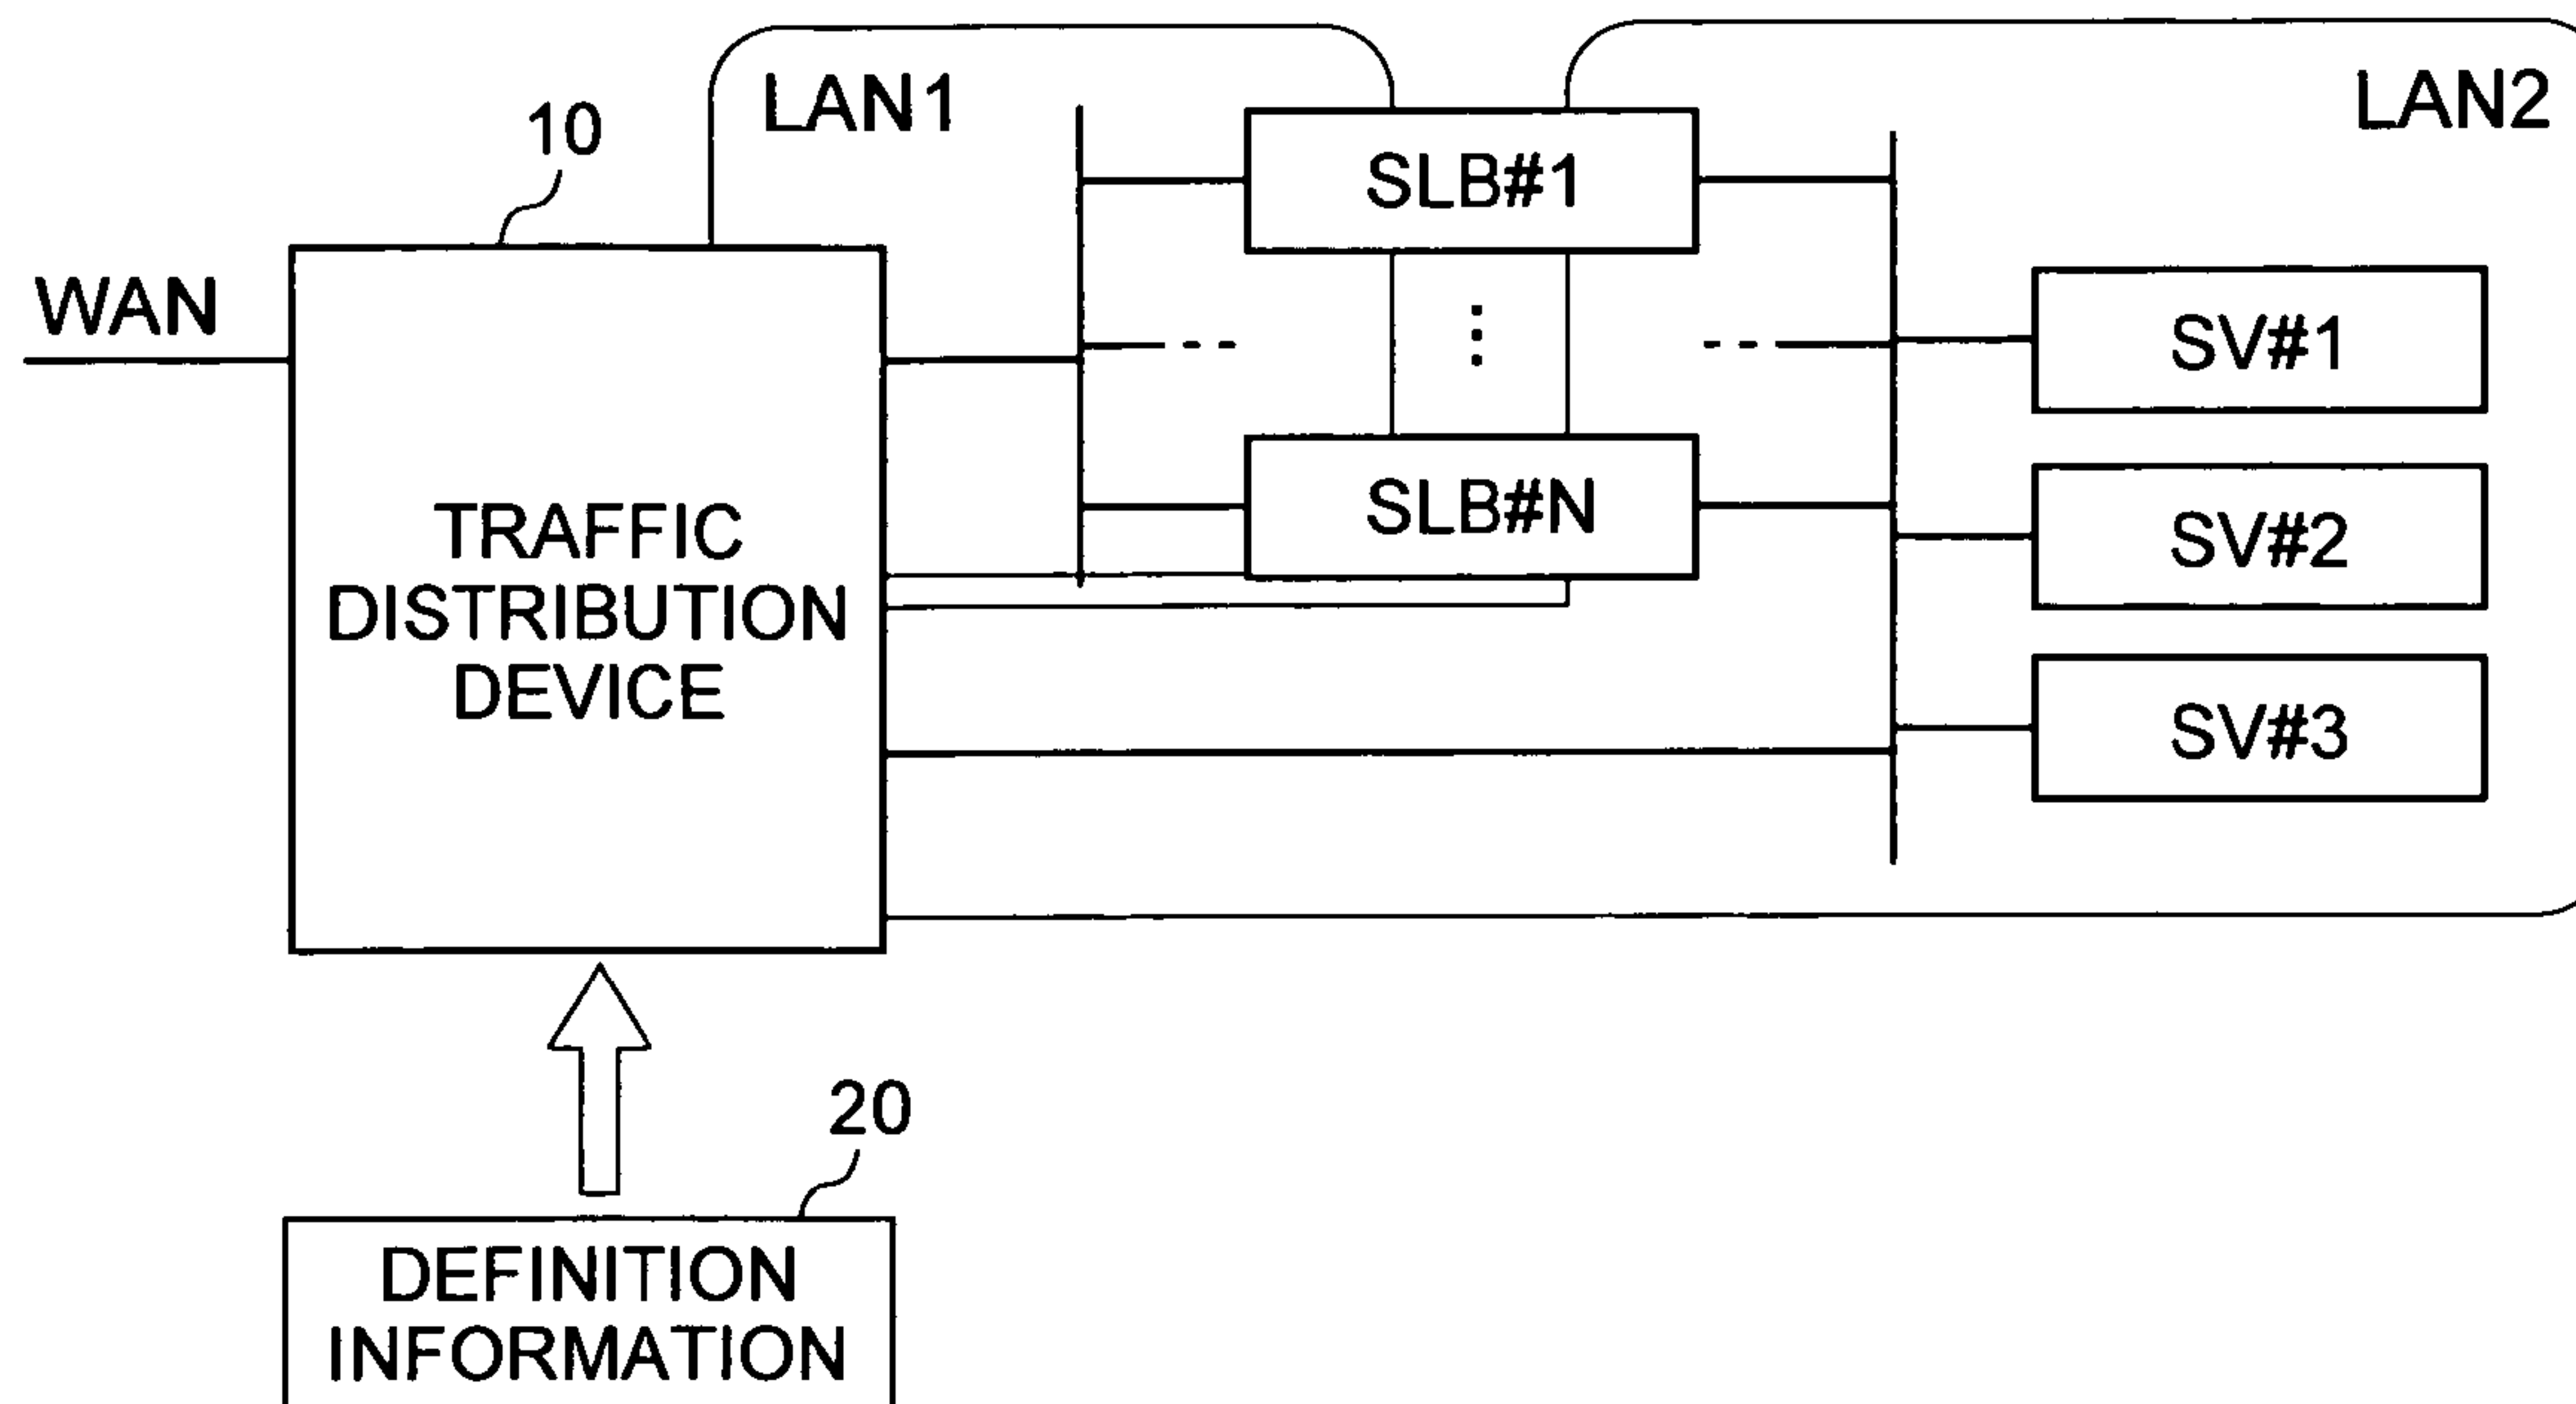 LAN1
LAN2
10
SLB#1
WAN
SV#1
SLB#N
SV#2
TRAFFIC
DISTRIBUTION
DEVICE
SV#3
20
DEFINITION
INFORMATION